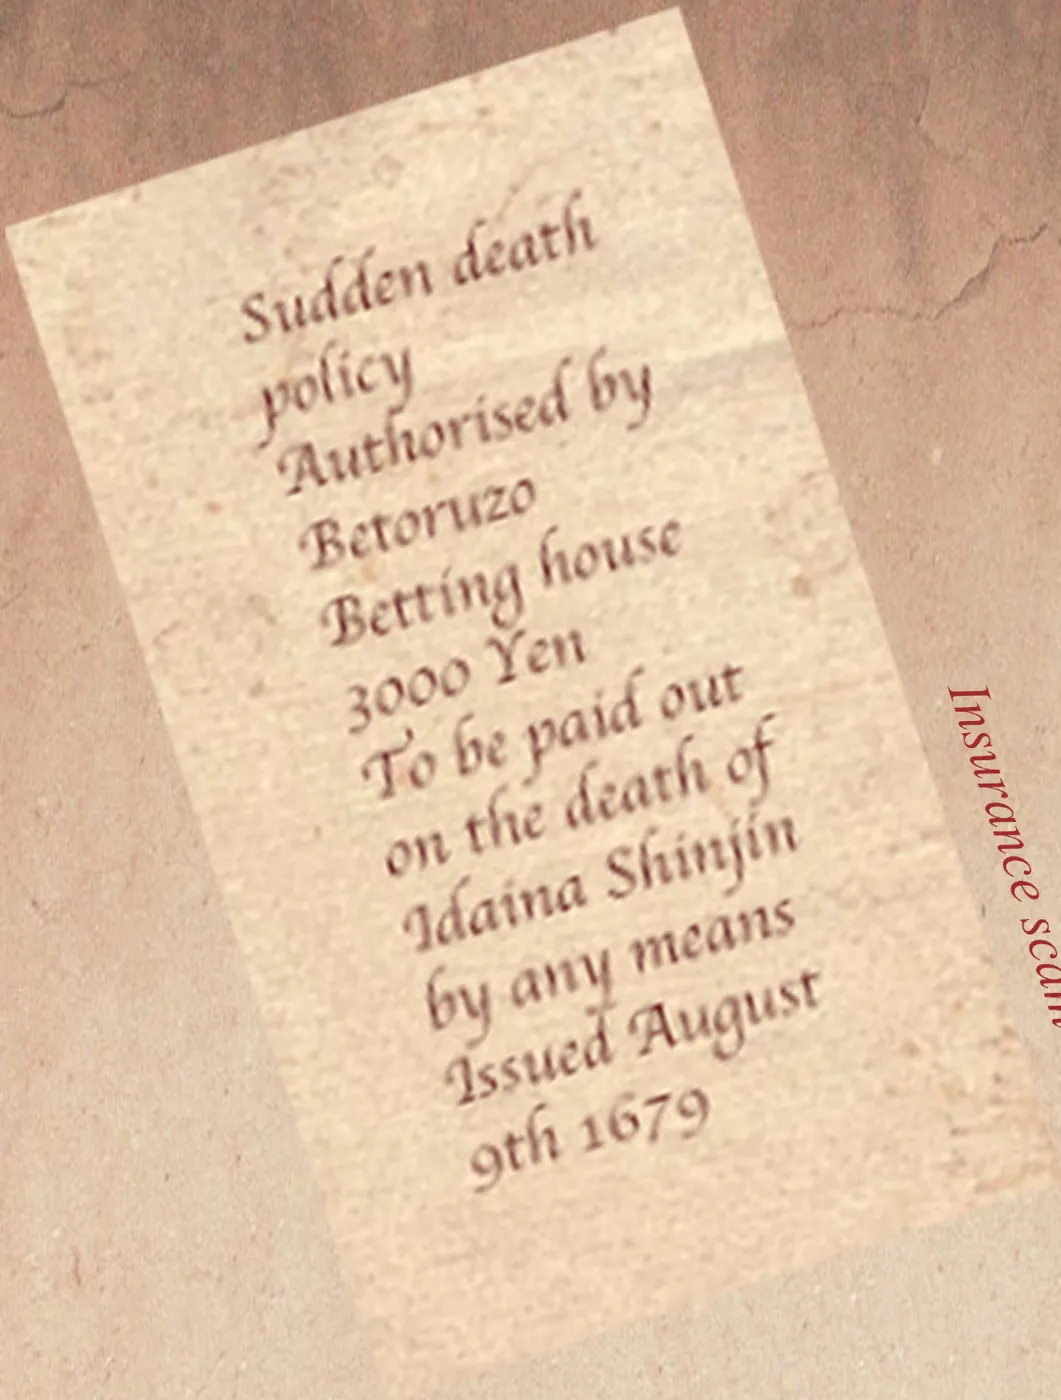 Sudden death
policy
Authorised by
Betoruzo
Betting house
3000 Yen
To be paid out
on the death of
Idaina Shinjin
by any means
Issued August
9th 1679
Insurance scam